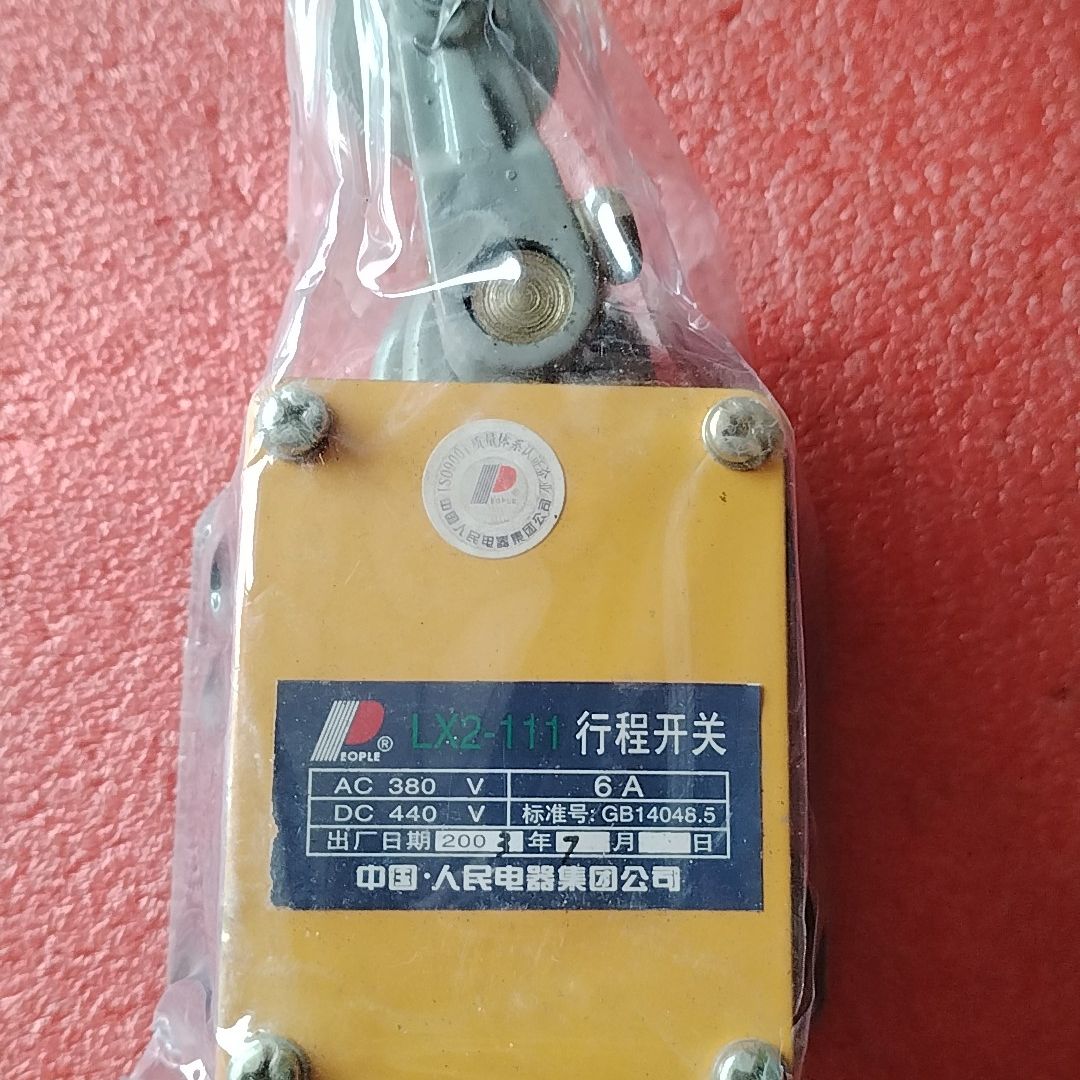 ISO9001质量体系认证企业
PEOPLE®
中国人民电器集团公司
PEOPLE® LX2-111 行程开关
AC 380 V 6A
DC 440 V 标准号: GB14048.5
出厂日期 2003 年 7 月 日
中国·人民电器集团公司